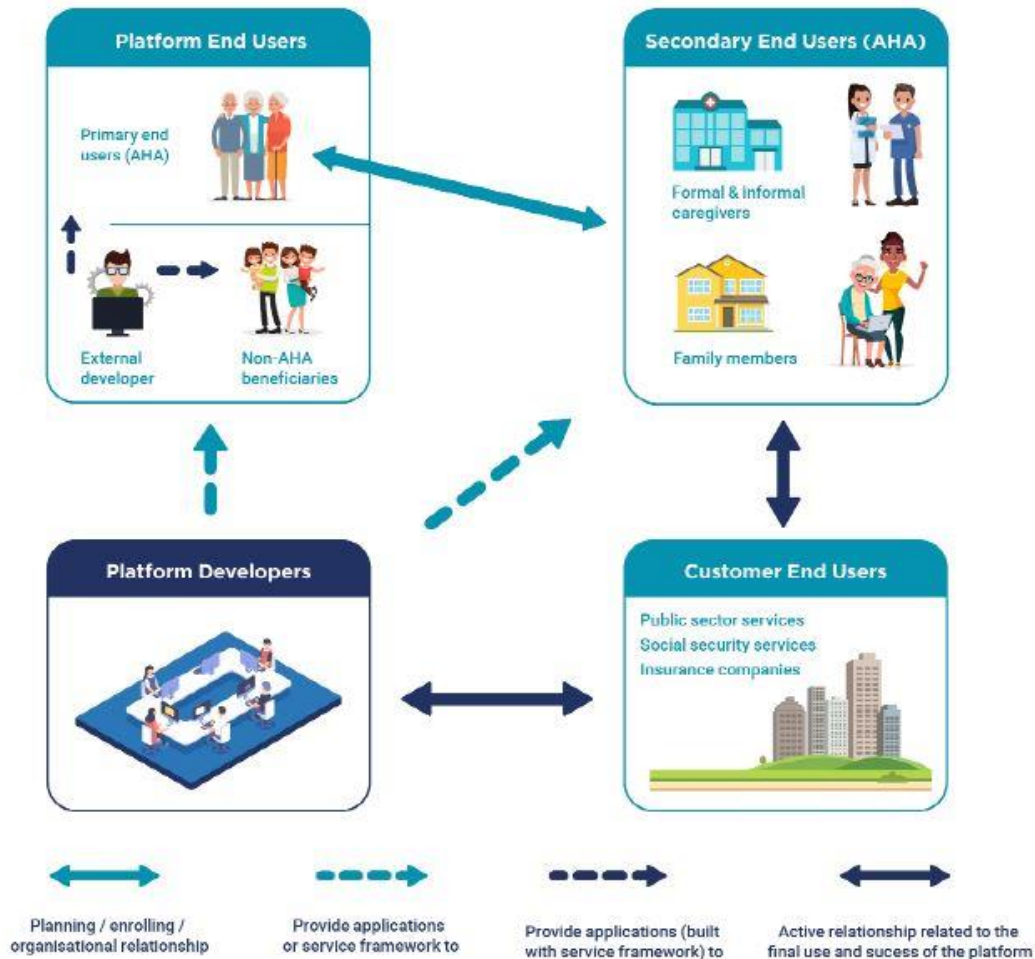 Platform End Users
Primary end
users (AHA)
External
developer
Non-AHA
beneficiaries
Secondary End Users (AHA)
Formal & informal
caregivers
Family members
Platform Developers
Customer End Users
Public sector services
Social security services
Insurance companies
Planning / enrolling /
organisational relationship
Provide applications
or service framework to
Provide applications (built
with service framework) to
Active relationship related to the
final use and sucess of the platform